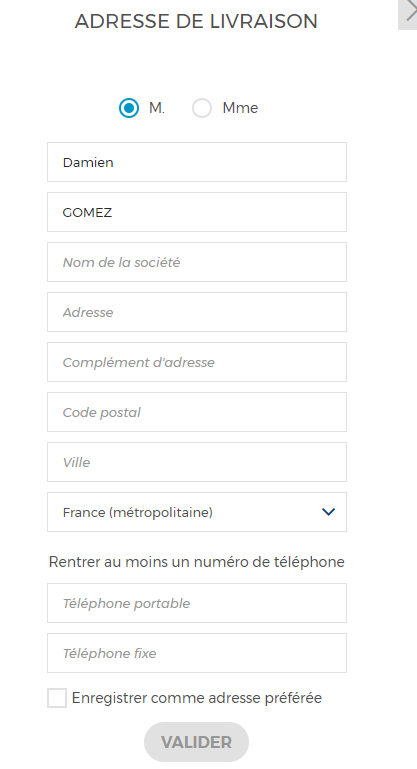 ADRESSE DE LIVRAISON
M. Mme
Damien
GOMEZ
Nom de la société
Adresse
Complément d'adresse
Code postal
Ville
France (métropolitaine)
Rentrer au moins un numéro de téléphone
Téléphone portable
Téléphone fixe
Enregistrer comme adresse préférée
VALIDER